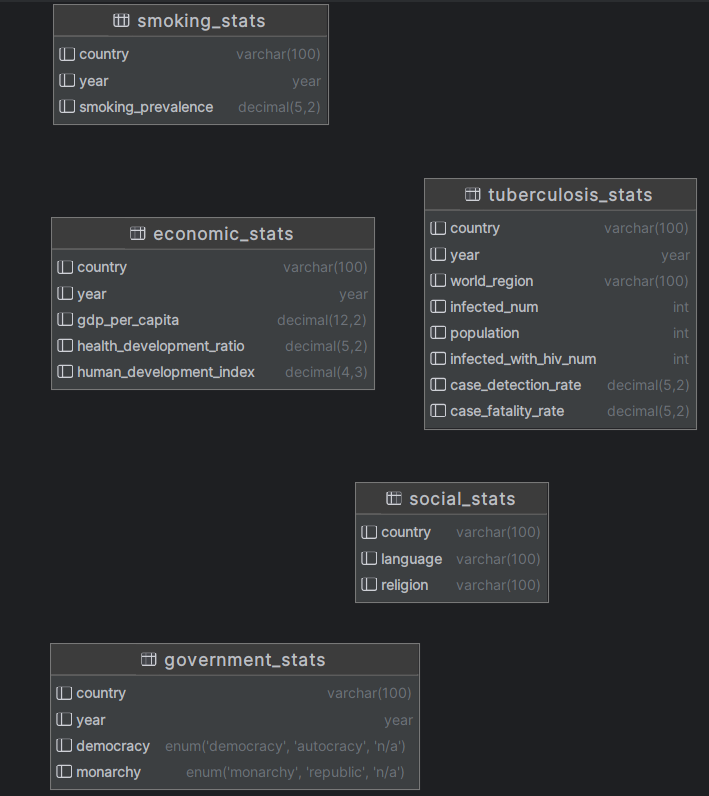 smoking_stats
country varchar(100)
year year
smoking_prevalence decimal(5,2)
tuberculosis_stats
country varchar(100)
year year
world_region varchar(100)
infected_num int
population int
infected_with_hiv_num int
case_detection_rate decimal(5,2)
case_fatality_rate decimal(5,2)
economic_stats
country varchar(100)
year year
gdp_per_capita decimal(12,2)
health_development_ratio decimal(5,2)
human_development_index decimal(4,3)
social_stats
country varchar(100)
language varchar(100)
religion varchar(100)
government_stats
country varchar(100)
year year
democracy enum('democracy', 'autocracy', 'n/a')
monarchy enum('monarchy', 'republic', 'n/a')